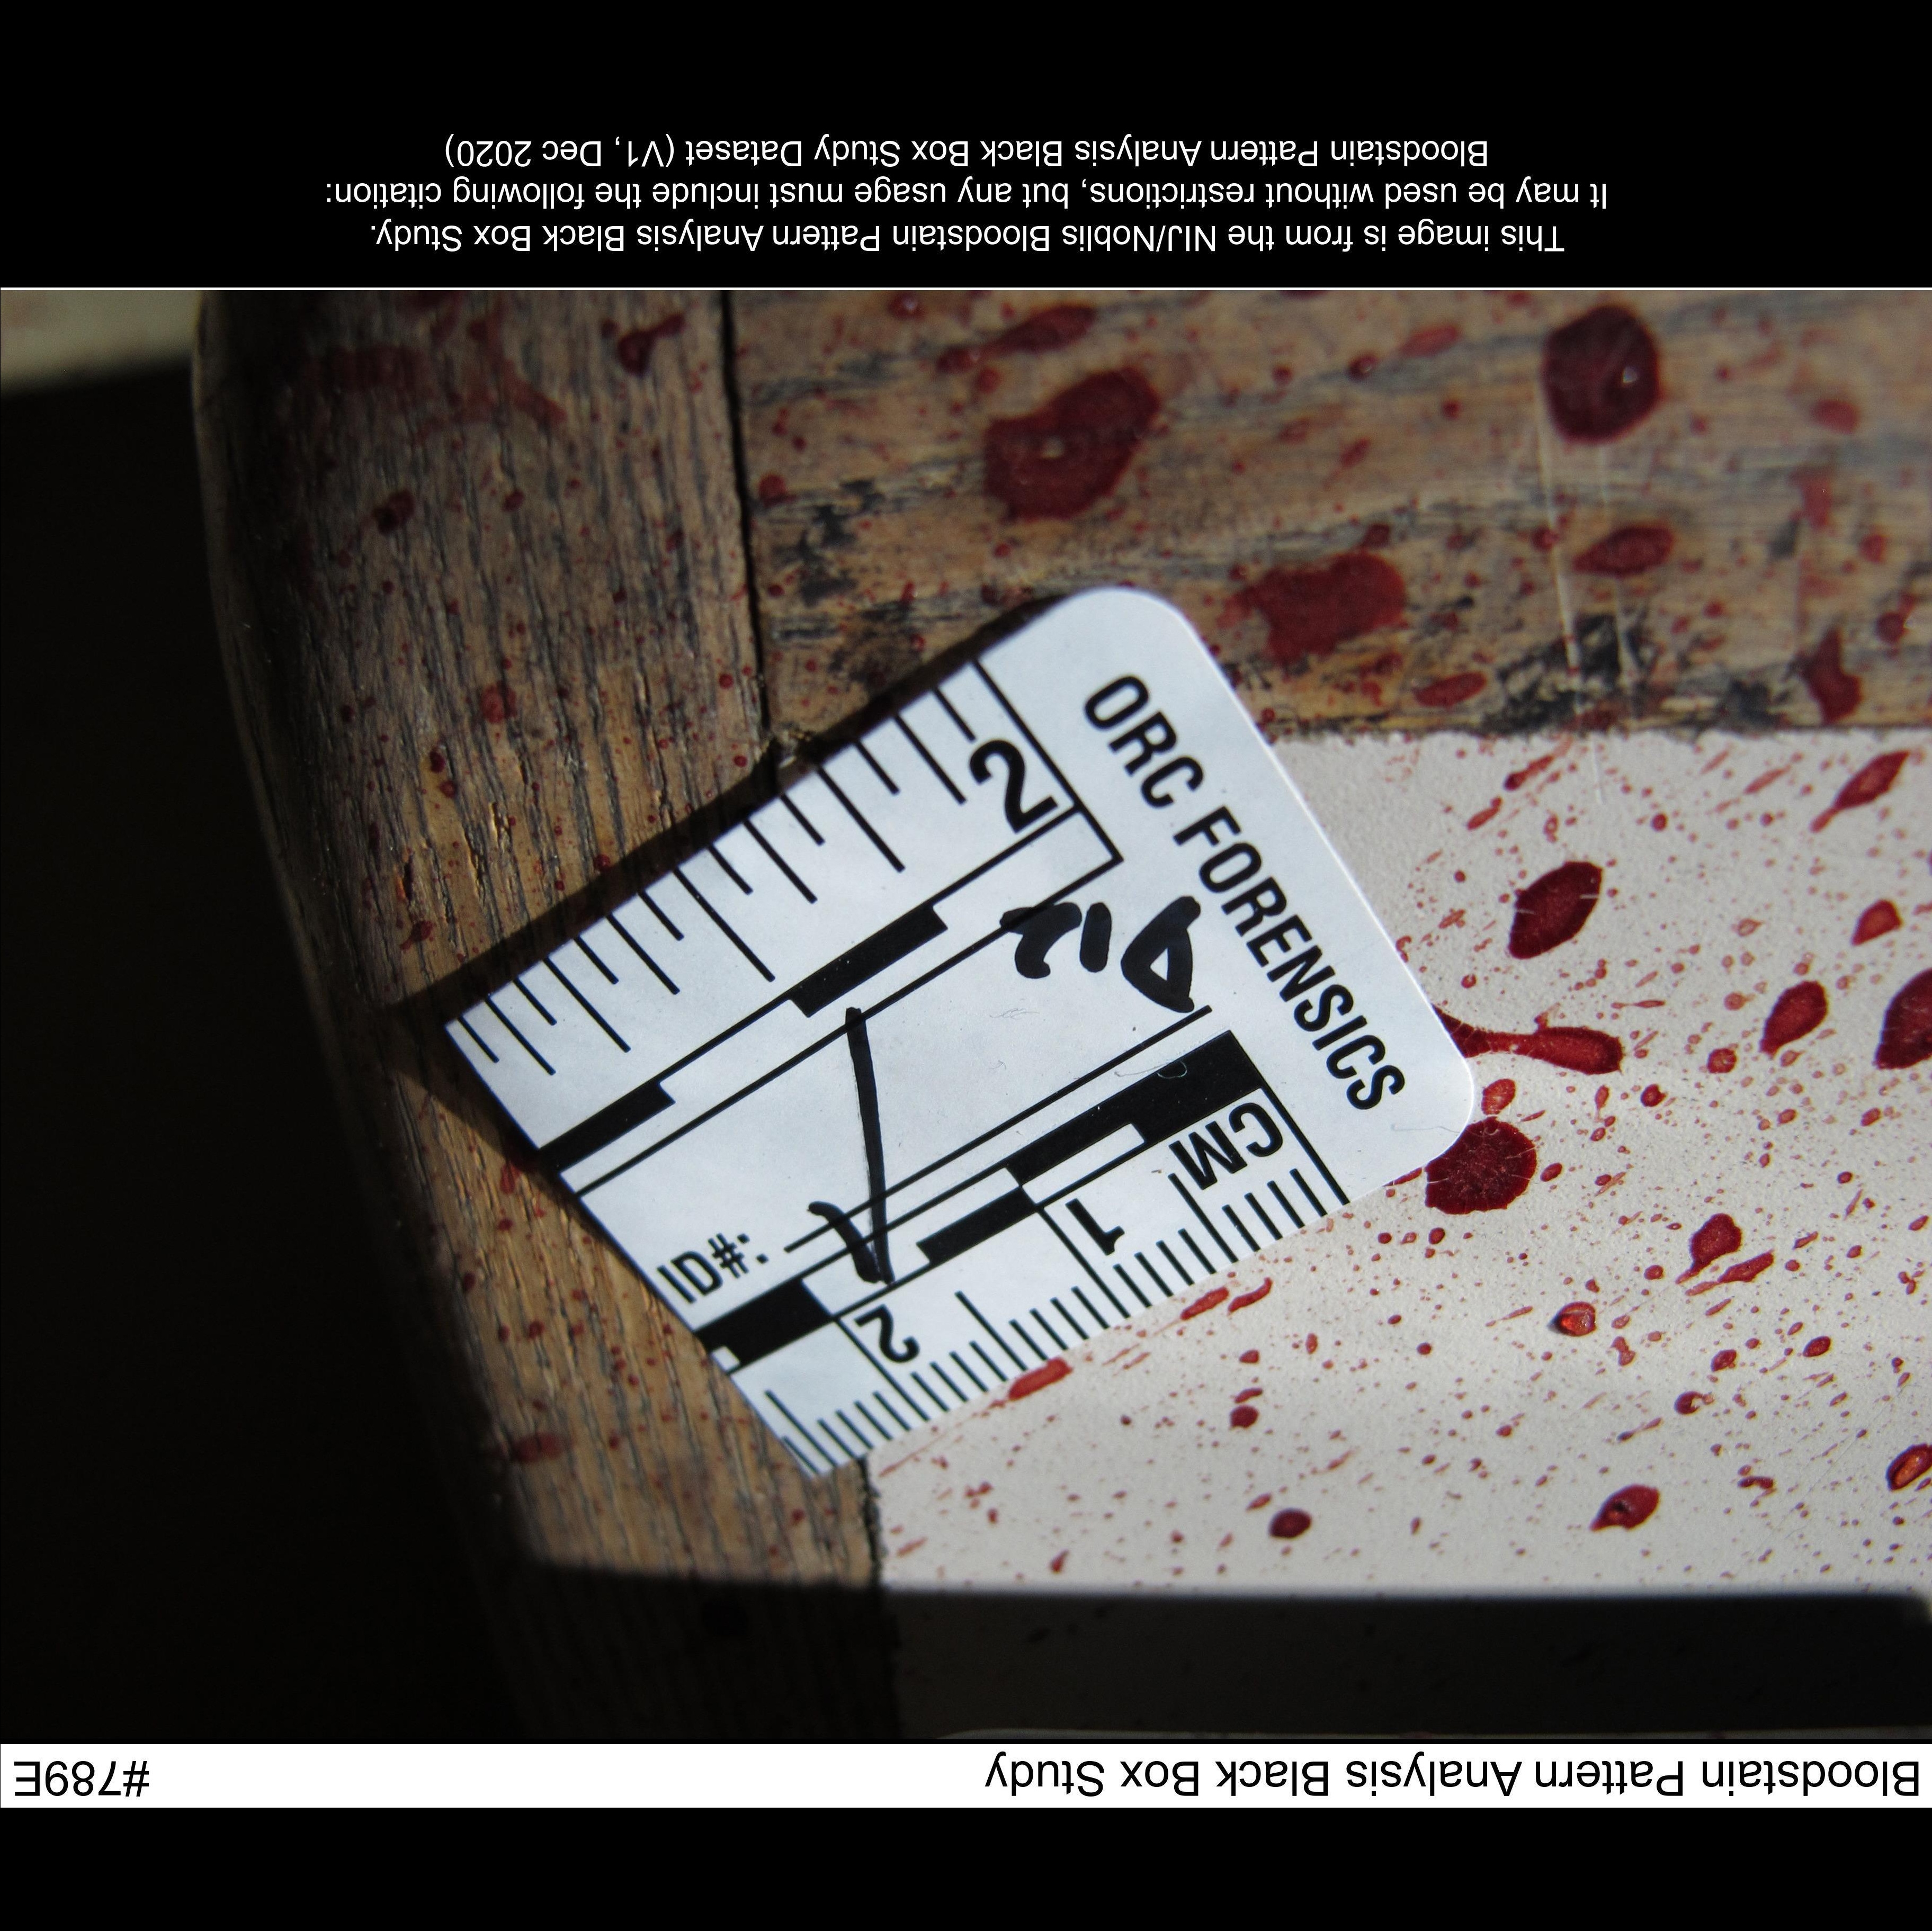 Bloodstain Pattern Analysis Black Box Study
#789E
ORC FORENSICS
CM
1
2
ID#:
2
This image is from the NIJ/Noblis Bloodstain Pattern Analysis Black Box Study.
It may be used without restrictions, but any usage must include the following citation:
Bloodstain Pattern Analysis Black Box Study Dataset (V1, Dec 2020)